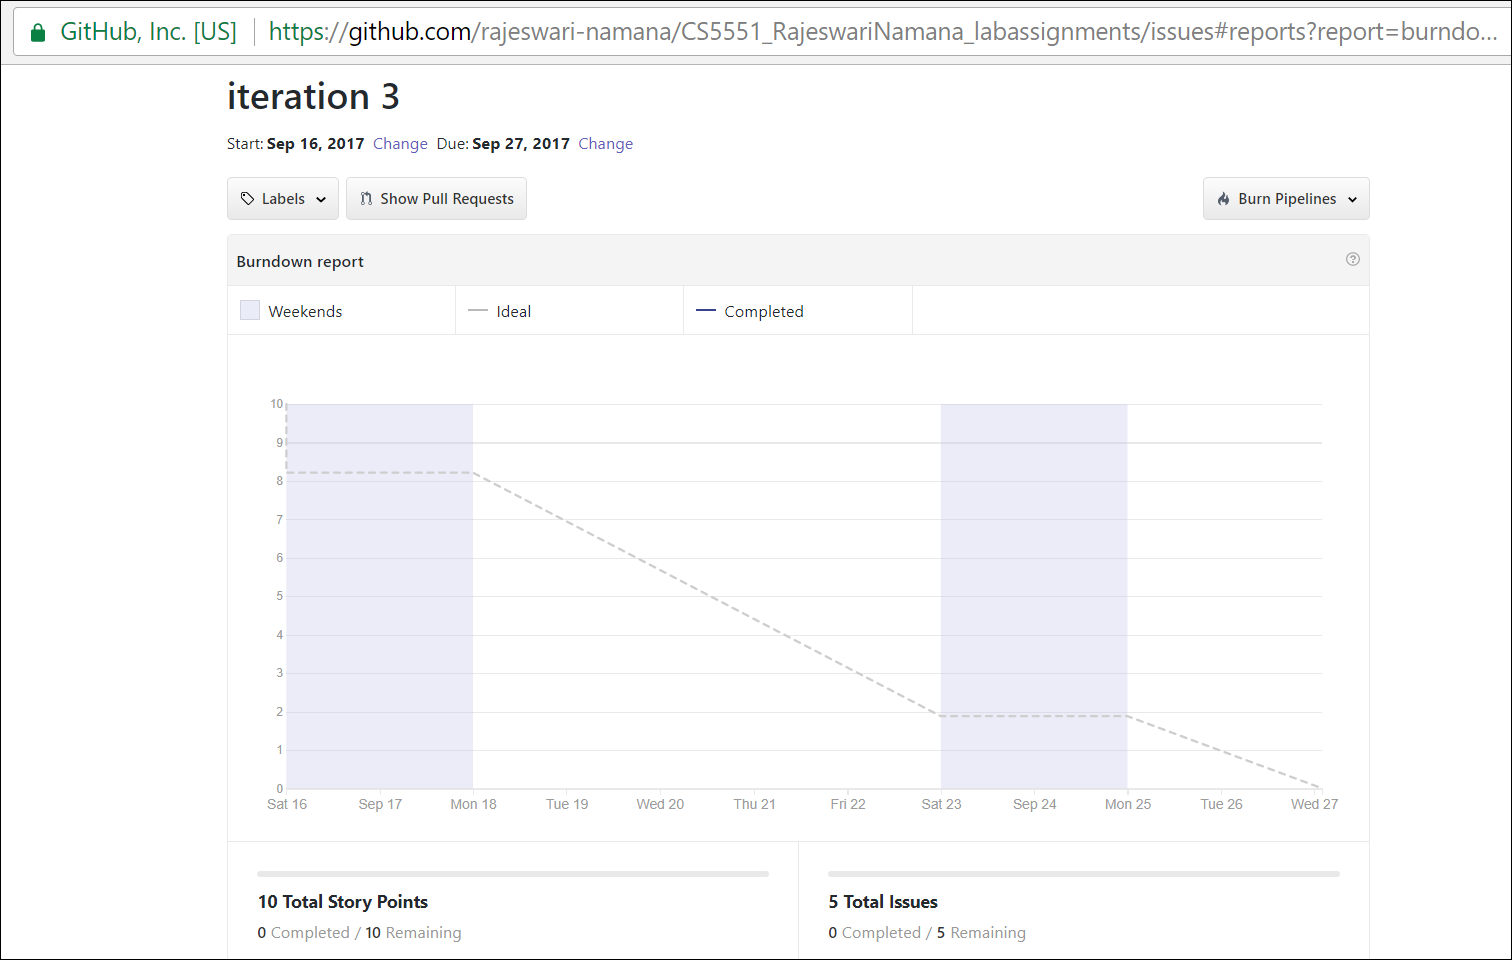 GitHub, Inc. [US] https://github.com/rajeswari-namana/CS5551_RajeswariNamana_labassignments/issues#reports?report=burndo...
iteration 3
Start: Sep 16, 2017 Change Due: Sep 27, 2017 Change
Labels Show Pull Requests Burn Pipelines
Burndown report
Weekends Ideal Completed
10
9
8
7
6
5
4
3
2
1
0
Sat 16 Sep 17 Mon 18 Tue 19 Wed 20 Thu 21 Fri 22 Sat 23 Sep 24 Mon 25 Tue 26 Wed 27
10 Total Story Points
0 Completed / 10 Remaining
5 Total Issues
0 Completed / 5 Remaining